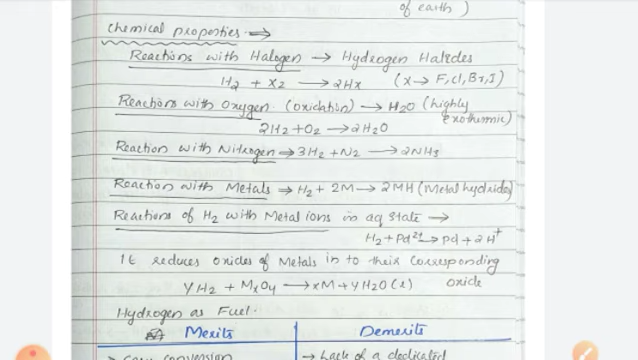 of earth )
Chemical properties ⇒
Reactions with Halogen → Hydrogen Halides
H2 + X2 → 2HX (X → F, Cl, Br, I)
Reactions with Oxygen (oxidation) → H2O (highly exothermic)
2H2 + O2 → 2H2O
Reaction with Nitrogen → 3H2 + N2 → 2NH3
Reaction with Metals ⇒ H2 + 2M → 2MH (Metal hydride)
Reactions of H2 with Metal ions in aq state →
H2 + Pd2+ → Pd + 2H+
It reduces oxides of Metals in to their corresponding oxide
yH2 + MxOy → xM + yH2O (l)
Hydrogen as Fuel.
Merits Demerits
→ Lack of a dedicated